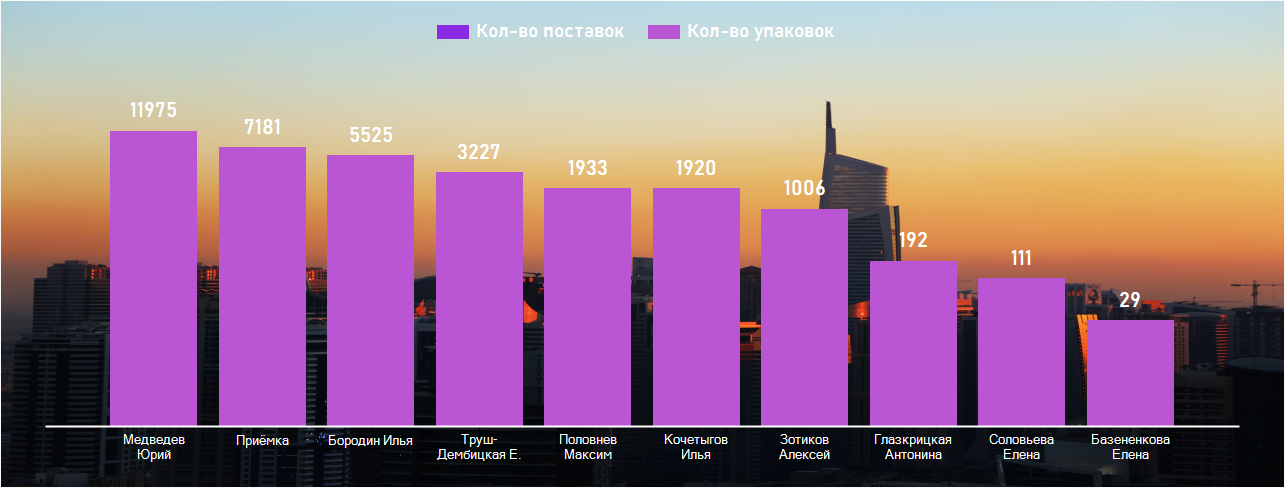 Кол-во поставок Кол-во упаковок
11975
7181
5525
3227
1933
1920
1006
192
111
29
Медведев
Юрий
Приёмка
Бородин Илья
Труш-
Дембицкая Е.
Половнев
Максим
Кочетыгов
Илья
Зотиков
Алексей
Глазкрицкая
Антонина
Соловьева
Елена
Базененкова
Елена